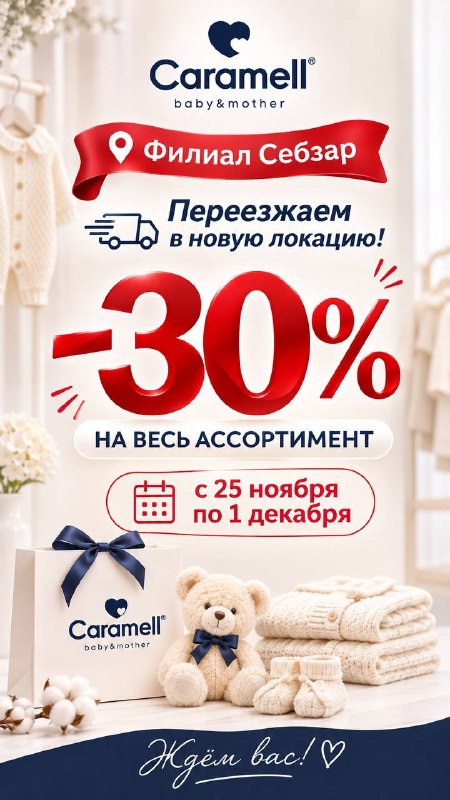 Caramell®
baby&mother
Филиал Себзар
Переезжаем
в новую локацию!
-30%
НА ВЕСЬ АССОРТИМЕНТ
с 25 ноября
по 1 декабря
Caramell®
baby&mother
Ждём вас!